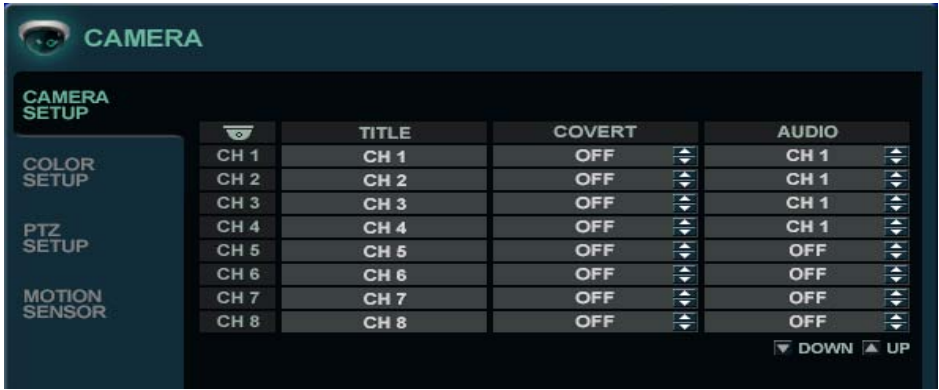 CAMERA
CAMERA
SETUP
COLOR
SETUP
PTZ
SETUP
MOTION
SENSOR
TITLE COVERT AUDIO
CH 1 CH 1 OFF CH 1
CH 2 CH 2 OFF CH 1
CH 3 CH 3 OFF CH 1
CH 4 CH 4 OFF CH 1
CH 5 CH 5 OFF OFF
CH 6 CH 6 OFF OFF
CH 7 CH 7 OFF OFF
CH 8 CH 8 OFF OFF
DOWN UP